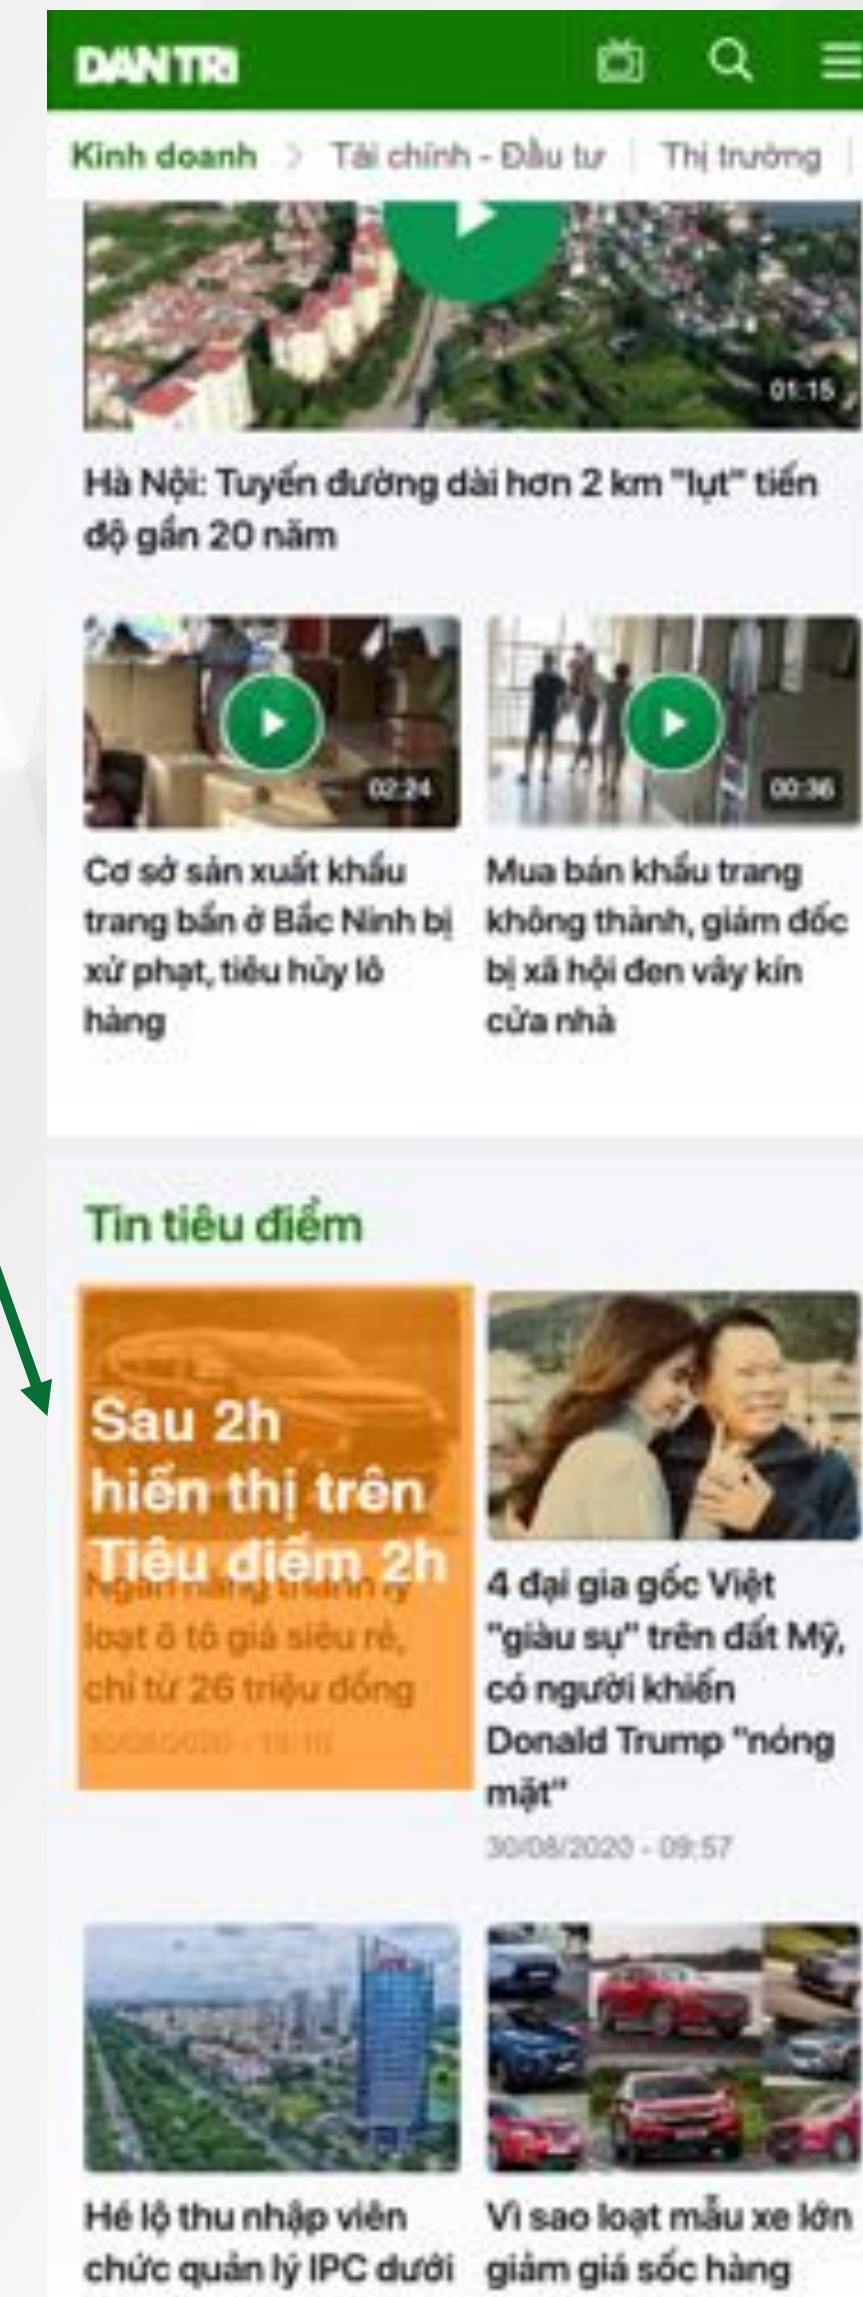 DANTRI
Kinh doanh > Tài chính - Đầu tư | Thị trường
01:15
Hà Nội: Tuyến đường dài hơn 2 km "lụt" tiến
độ gần 20 năm
02:24
00:36
Cơ sở sản xuất khẩu
trang bẩn ở Bắc Ninh bị
xử phạt, tiêu hủy lô
hàng
Mua bán khẩu trang
không thành, giám đốc
bị xã hội đen vây kín
cửa nhà
Tin tiêu điểm
Sau 2h
hiển thị trên
Tiêu điểm 2h
Ngân hàng thanh lý
loạt ô tô giá siêu rẻ,
chỉ từ 26 triệu đồng
4 đại gia gốc Việt
"giàu sụ" trên đất Mỹ,
có người khiến
Donald Trump "nóng
mặt"
30/08/2020 - 09:57
Hé lộ thu nhập viên
chức quản lý IPC dưới
Vì sao loạt mẫu xe lớn
giảm giá sốc hàng